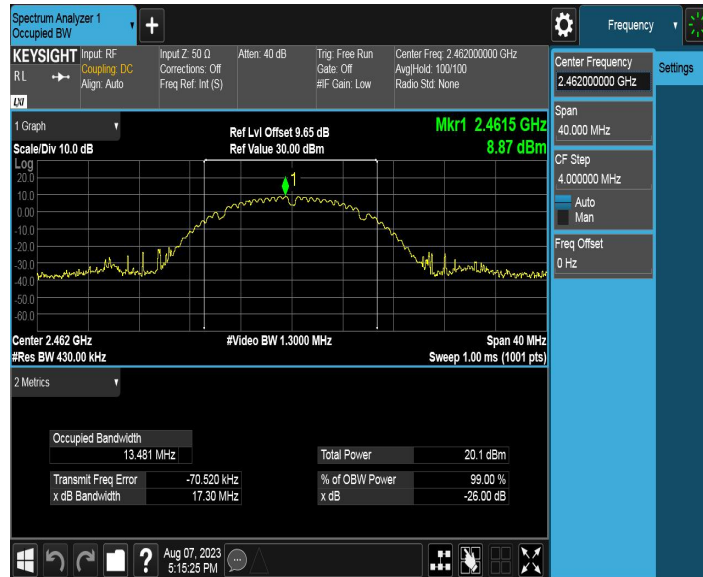 Spectrum Analyzer 1
Occupied BW
Frequency
KEYSIGHT
RL
LXI
Input: RF
Coupling: DC
Align: Auto
Input Z: 50 Ω
Corrections: Off
Freq Ref: Int (S)
Atten: 40 dB
Trig: Free Run
Gate: Off
#IF Gain: Low
Center Freq: 2.462000000 GHz
Avg|Hold: 100/100
Radio Std: None
Center Frequency
2.462000000 GHz
Settings
Span
40.000 MHz
CF Step
4.000000 MHz
Auto
Man
Freq Offset
0 Hz
1 Graph
Scale/Div 10.0 dB
Ref Lvl Offset 9.65 dB
Ref Value 30.00 dBm
Mkr1 2.4615 GHz
8.87 dBm
Log
20.0
10.0
0.00
-10.0
-20.0
-30.0
-40.0
-50.0
-60.0
1
Center 2.462 GHz
#Res BW 430.00 kHz
#Video BW 1.3000 MHz
Span 40 MHz
Sweep 1.00 ms (1001 pts)
2 Metrics
Occupied Bandwidth
13.481 MHz
Total Power 20.1 dBm
Transmit Freq Error -70.520 kHz
% of OBW Power 99.00 %
x dB Bandwidth 17.30 MHz
x dB -26.00 dB
?
Aug 07, 2023
5:15:25 PM